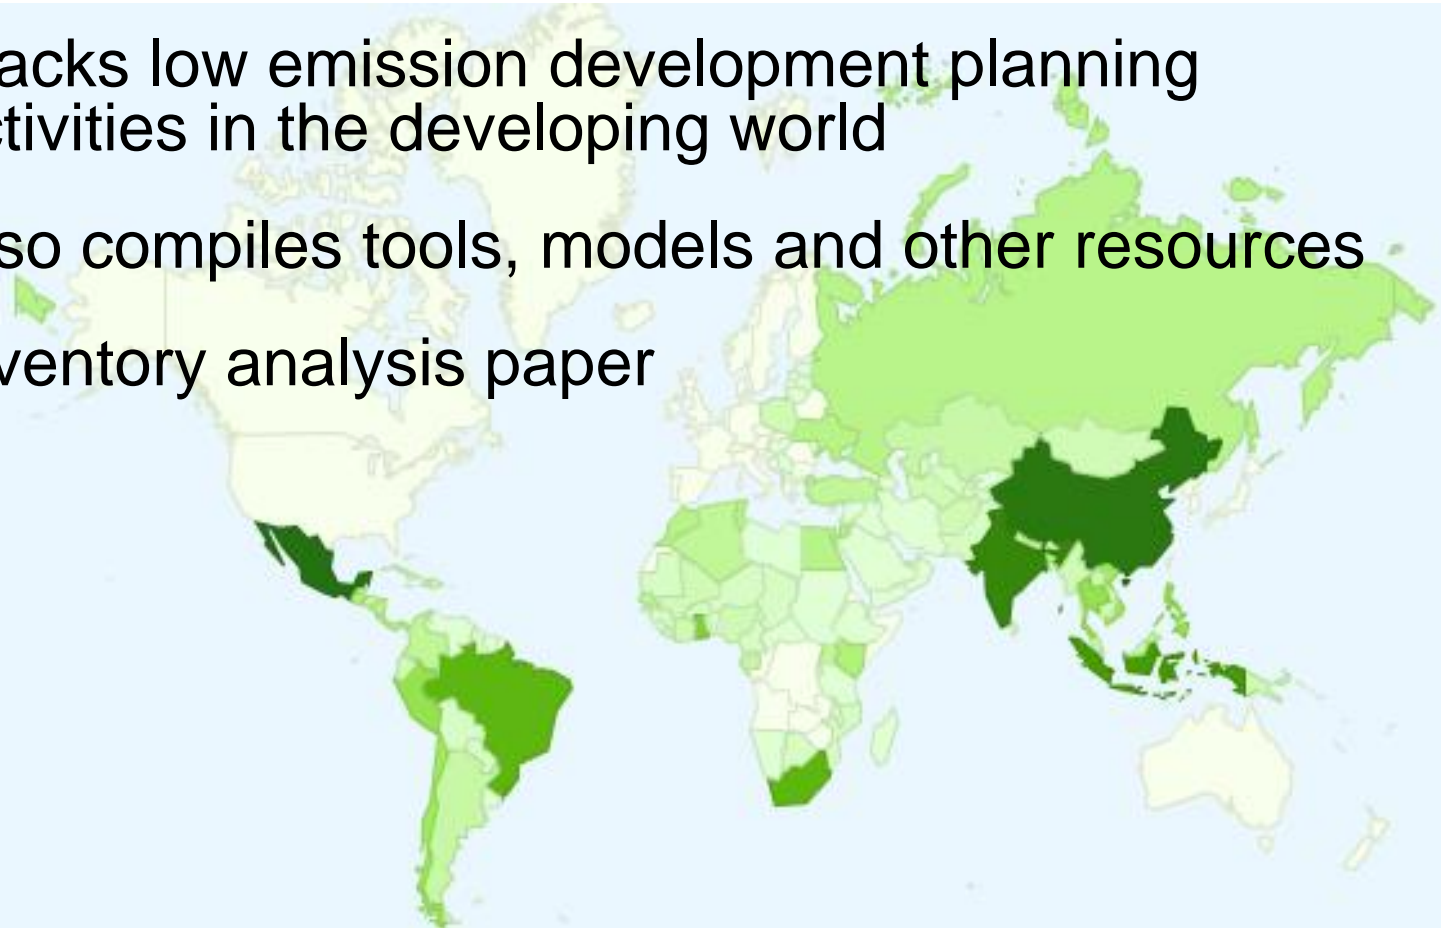 acks low emission development planning
tivities in the developing world
so compiles tools, models and other resources
ventory analysis paper